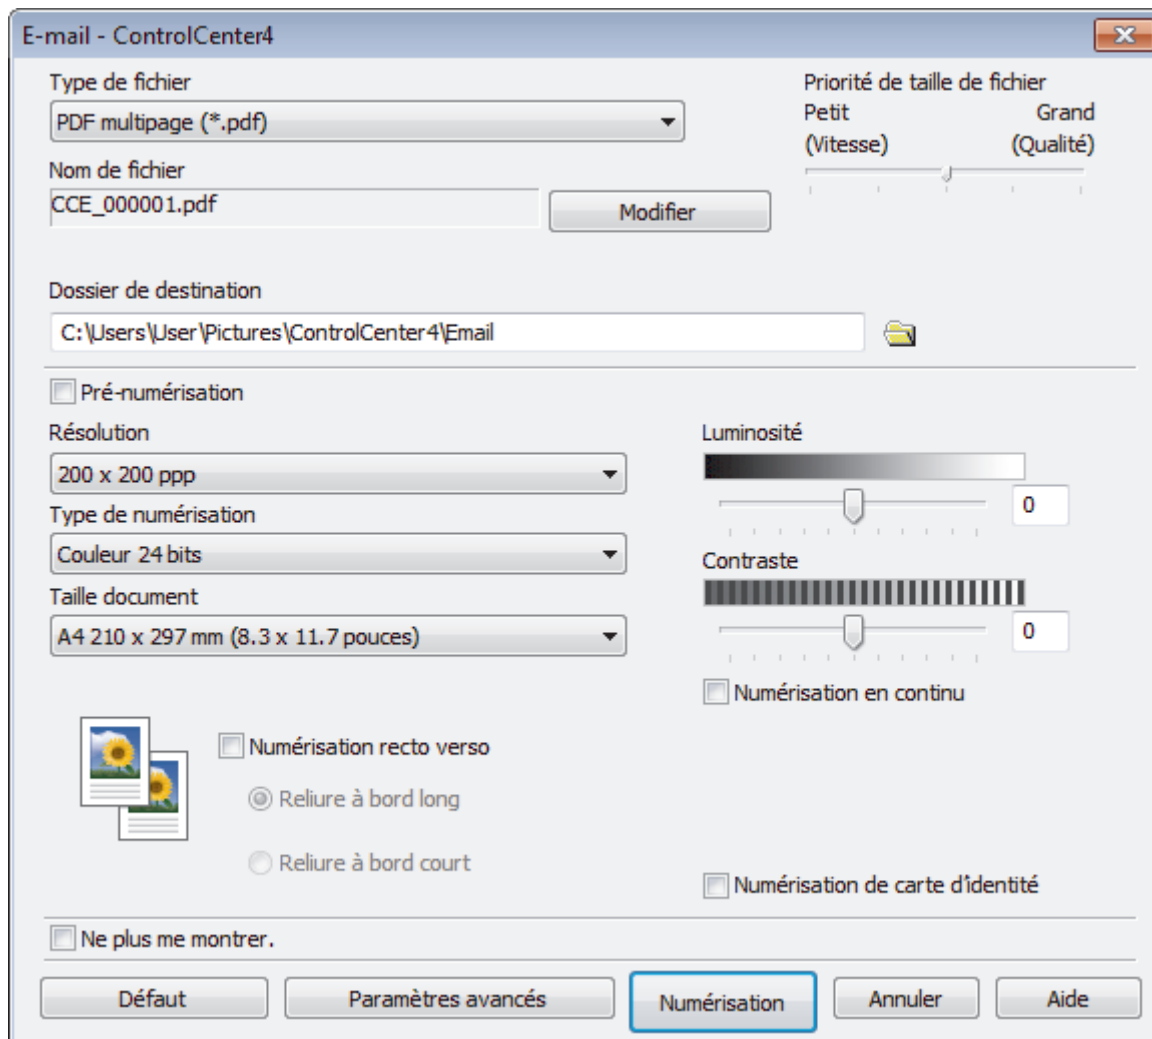 E-mail - ControlCenter4
Type de fichier
PDF multipage (*.pdf)
Priorité de taille de fichier
Petit Grand
(Vitesse) (Qualité)
Nom de fichier
CCE_000001.pdf
Modifier
Dossier de destination
C:\Users\User\Pictures\ControlCenter4\Email
Pré-numérisation
Résolution
200 x 200 ppp
Type de numérisation
Couleur 24 bits
Taille document
A4 210 x 297 mm (8.3 x 11.7 pouces)
Luminosité
0
Contraste
0
Numérisation en continu
Numérisation recto verso
Reliure à bord long
Reliure à bord court
Numérisation de carte d'identité
Ne plus me montrer.
Défaut Paramètres avancés Numérisation Annuler Aide